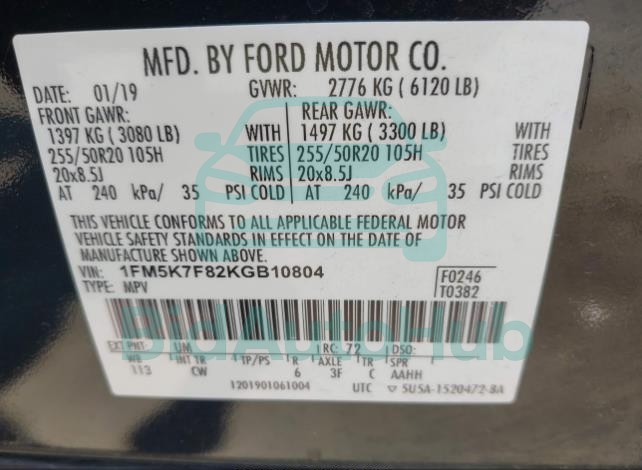 MFD. BY FORD MOTOR CO.
DATE: 01/19 GVWR: 2776 KG ( 6120 LB)
FRONT GAWR: REAR GAWR:
1397 KG ( 3080 LB) WITH 1497 KG ( 3300 LB) WITH
255/50R20 105H TIRES 255/50R20 105H TIRES
20x8.5J RIMS 20x8.5J RIMS
AT 240 kPa/ 35 PSI COLD AT 240 kPa/ 35 PSI COLD
THIS VEHICLE CONFORMS TO ALL APPLICABLE FEDERAL MOTOR
VEHICLE SAFETY STANDARDS IN EFFECT ON THE DATE OF
MANUFACTURE SHOWN ABOVE.
VIN: 1FM5K7F82KGB10804 F0246
TYPE: MPV T0382
BidAutoHub
EXT PNT: UM RC: 72 DSO:
WB INT TR TP/PS R AXLE TR SPR
113 CW 6 3F C AAHH
1201901061004 UTC ▽ 5U5A-1520472-BA